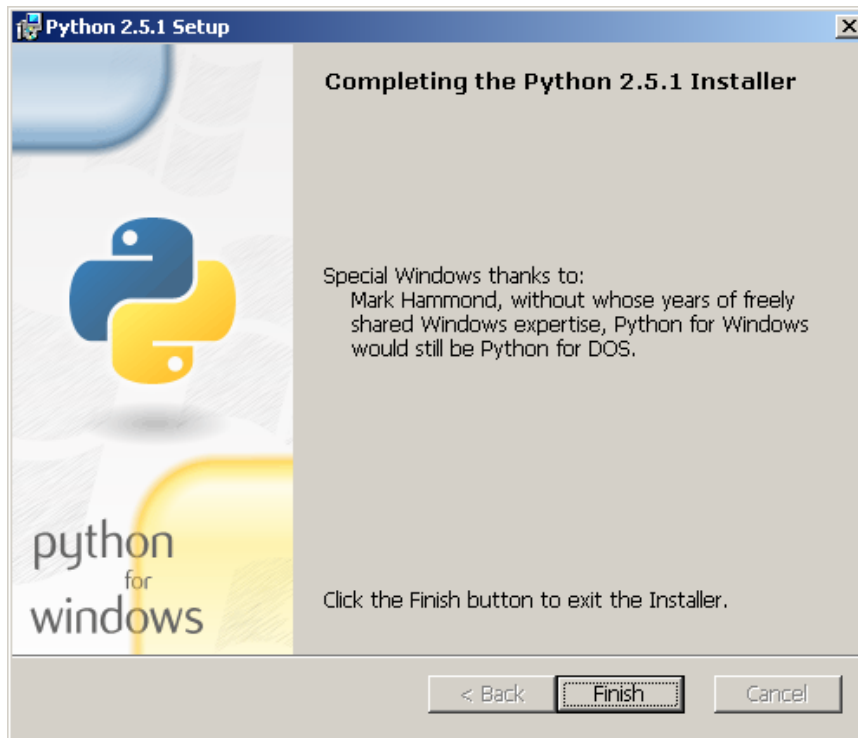 Python 2.5.1 Setup
Completing the Python 2.5.1 Installer
Special Windows thanks to:
Mark Hammond, without whose years of freely
shared Windows expertise, Python for Windows
would still be Python for DOS.
python
for
windows
Click the Finish button to exit the Installer.
< Back
Finish
Cancel